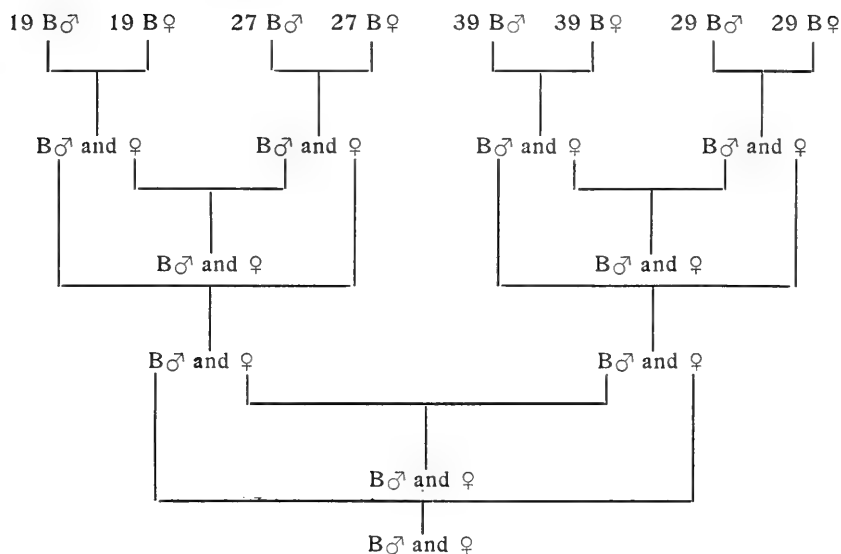 19 B♂ 19 B♀ 27 B♂ 27 B♀ 39 B♂ 39 B♀ 29 B♂ 29 B♀
B♂ and ♀ B♂ and ♀ B♂ and ♀ B♂ and ♀
B♂ and ♀ B♂ and ♀
B♂ and ♀ B♂ and ♀
B♂ and ♀
B♂ and ♀